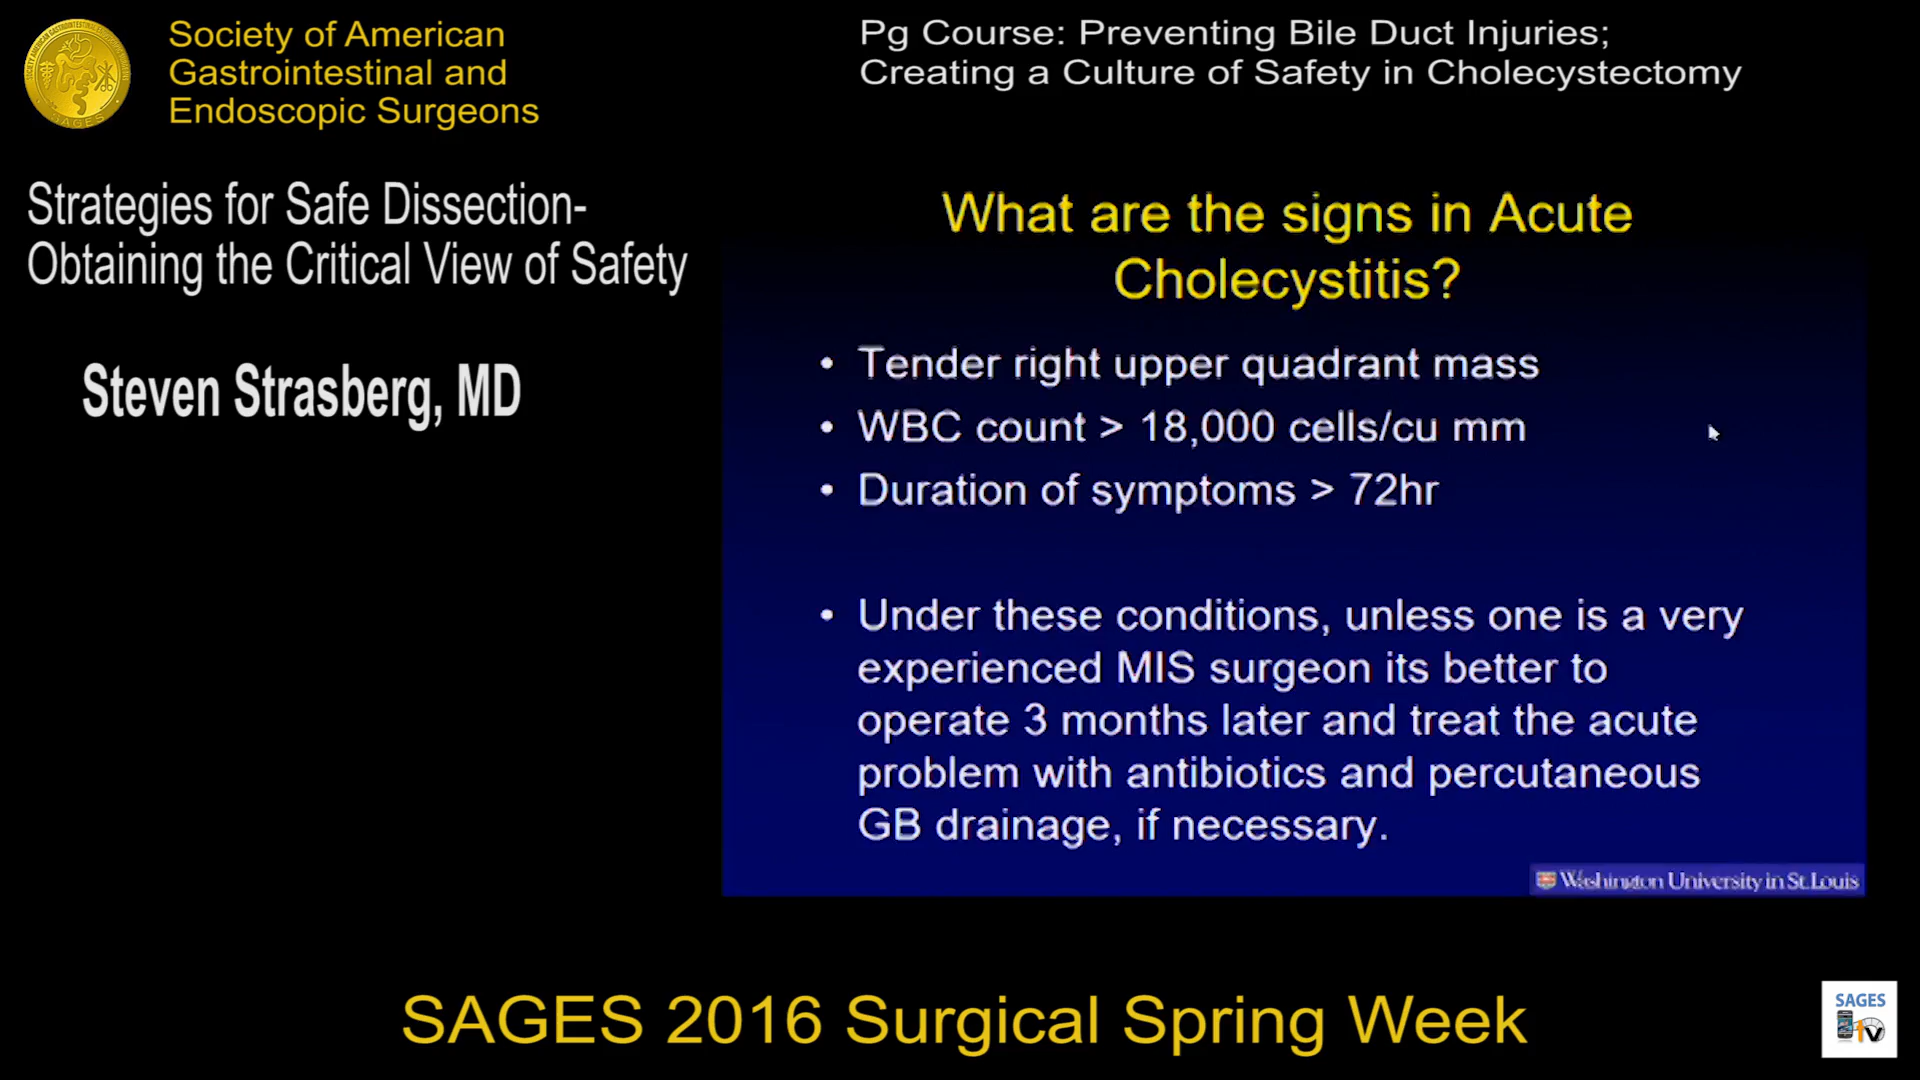 Society of American
Gastrointestinal and
Endoscopic Surgeons
Pg Course: Preventing Bile Duct Injuries;
Creating a Culture of Safety in Cholecystectomy
Strategies for Safe Dissection-
Obtaining the Critical View of Safety
Steven Strasberg, MD
What are the signs in Acute
Cholecystitis?
• Tender right upper quadrant mass
• WBC count > 18,000 cells/cu mm
• Duration of symptoms > 72hr
• Under these conditions, unless one is a very
experienced MIS surgeon its better to
operate 3 months later and treat the acute
problem with antibiotics and percutaneous
GB drainage, if necessary.
Washington University in St. Louis
SAGES 2016 Surgical Spring Week
SAGES
tv
SAGES